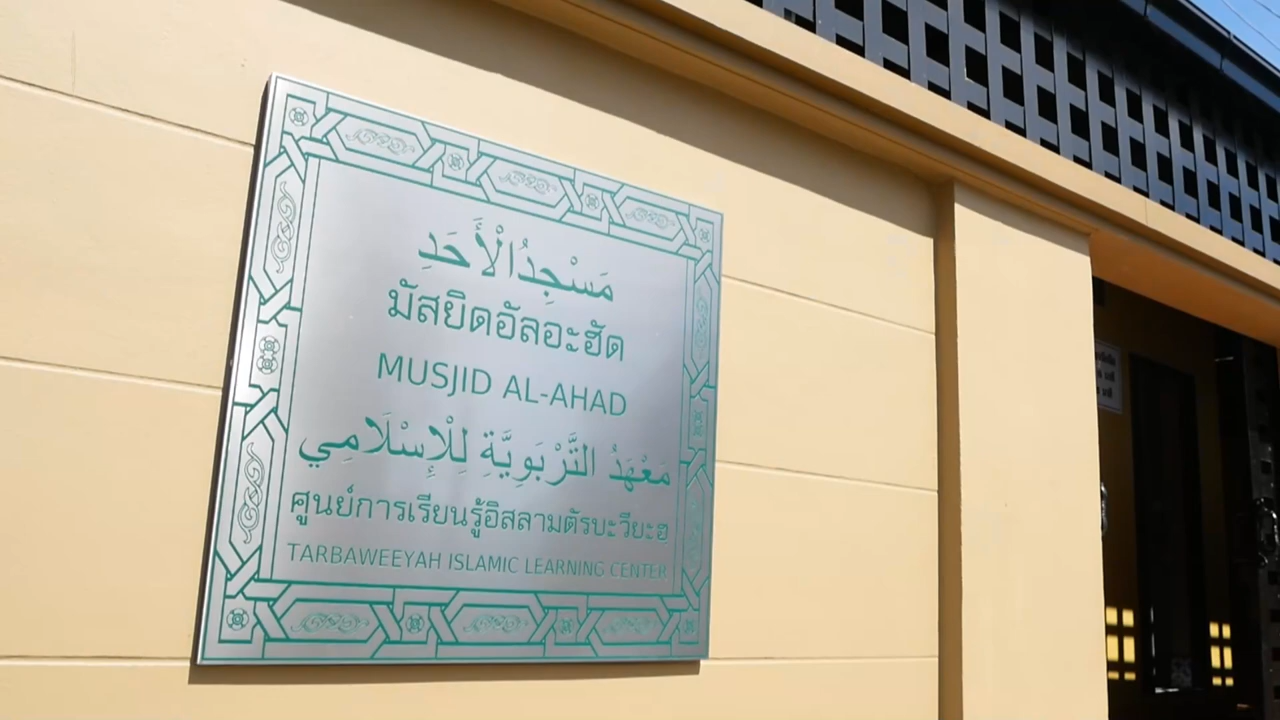 مَسْجِدُالْأَحَدِ
มัสยิดอัลอะฮัด
MUSJID AL-AHAD
مَعْهَدُ التَّرْبَوِيَّةِ لِلْإِسْلَامِي
ศูนย์การเรียนรู้อิสลามตัรบะวียะฮ
TARBAWEEYAH ISLAMIC LEARNING CENTER